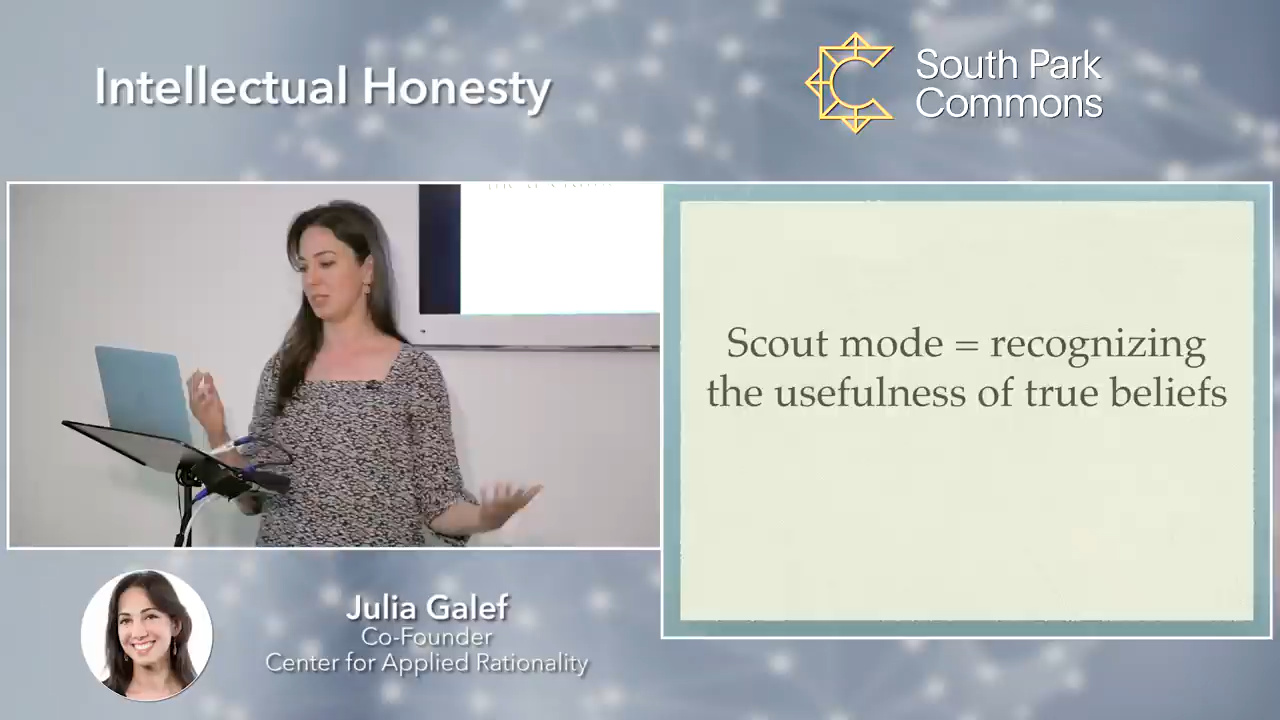 Intellectual Honesty
South Park
Commons
Scout mode = recognizing
the usefulness of true beliefs
Julia Galef
Co-Founder
Center for Applied Rationality